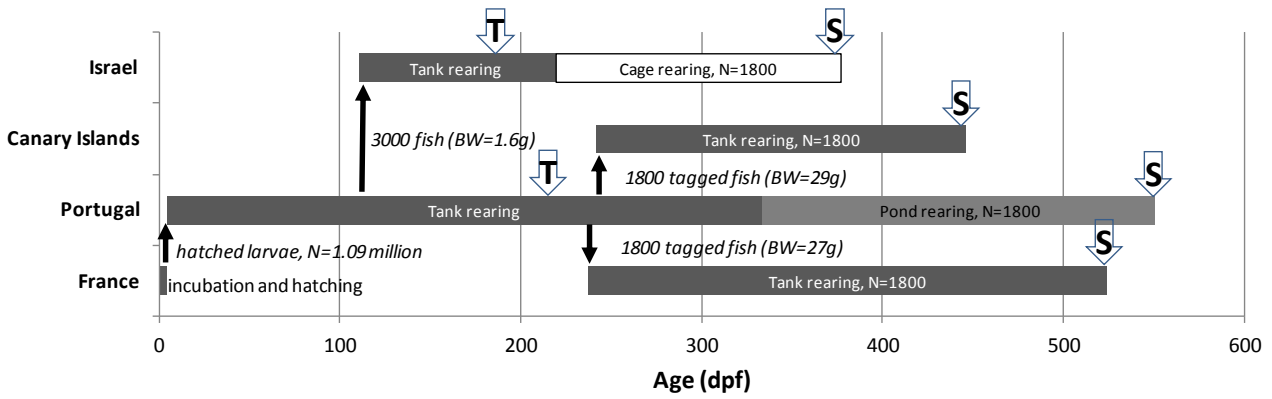 T
S
Israel
Tank rearing
Cage rearing, N=1800
3000 fish (BW=1.6g)
S
Canary Islands
Tank rearing, N=1800
T
1800 tagged fish (BW=29g)
S
Portugal
Tank rearing
Pond rearing, N=1800
hatched larvae, N=1.09 million
1800 tagged fish (BW=27g)
S
France
incubation and hatching
Tank rearing, N=1800
0 100 200 300 400 500 600
Age (dpf)